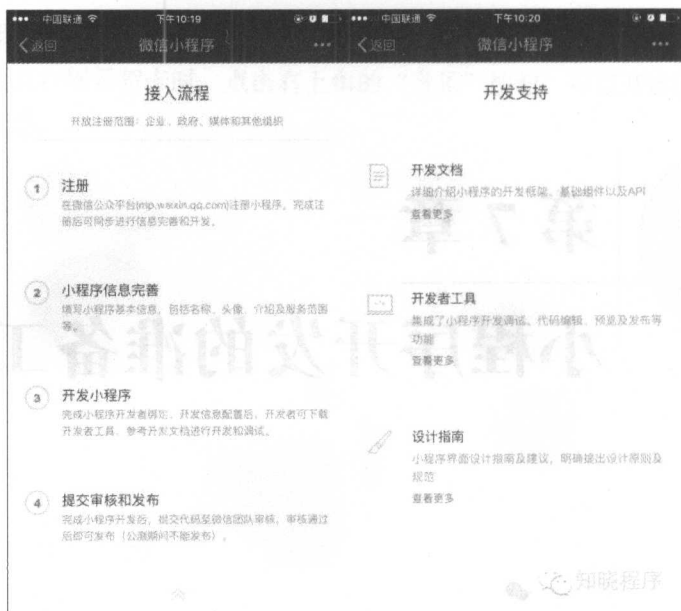 中国联通 下午10:19
返回 微信小程序
接入流程
开放注册范围：企业、政府、媒体和其他组织
1 注册
在微信公众平台(mp.weixin.qq.com)注册小程序，完成注
册后可同步进行信息完善和开发。
2 小程序信息完善
填写小程序基本信息，包括名称、头像、介绍及服务范围
等。
3 开发小程序
完成小程序开发者绑定、开发信息配置后，开发者可下载
开发者工具、参考开发文档进行开发和调试。
4 提交审核和发布
完成小程序开发后，提交代码至微信团队审核，审核通过
后即可发布（公测期间不能发布）。
中国联通 下午10:20
返回 微信小程序
开发支持
开发文档
详细介绍小程序的开发框架、基础组件以及API
查看更多
开发者工具
集成了小程序开发调试、代码编辑、预览及发布等
功能
查看更多
设计指南
小程序界面设计指南及建议，明确提出设计原则及
规范
查看更多
知晓程序
第 7 章
小程序开发的准备工